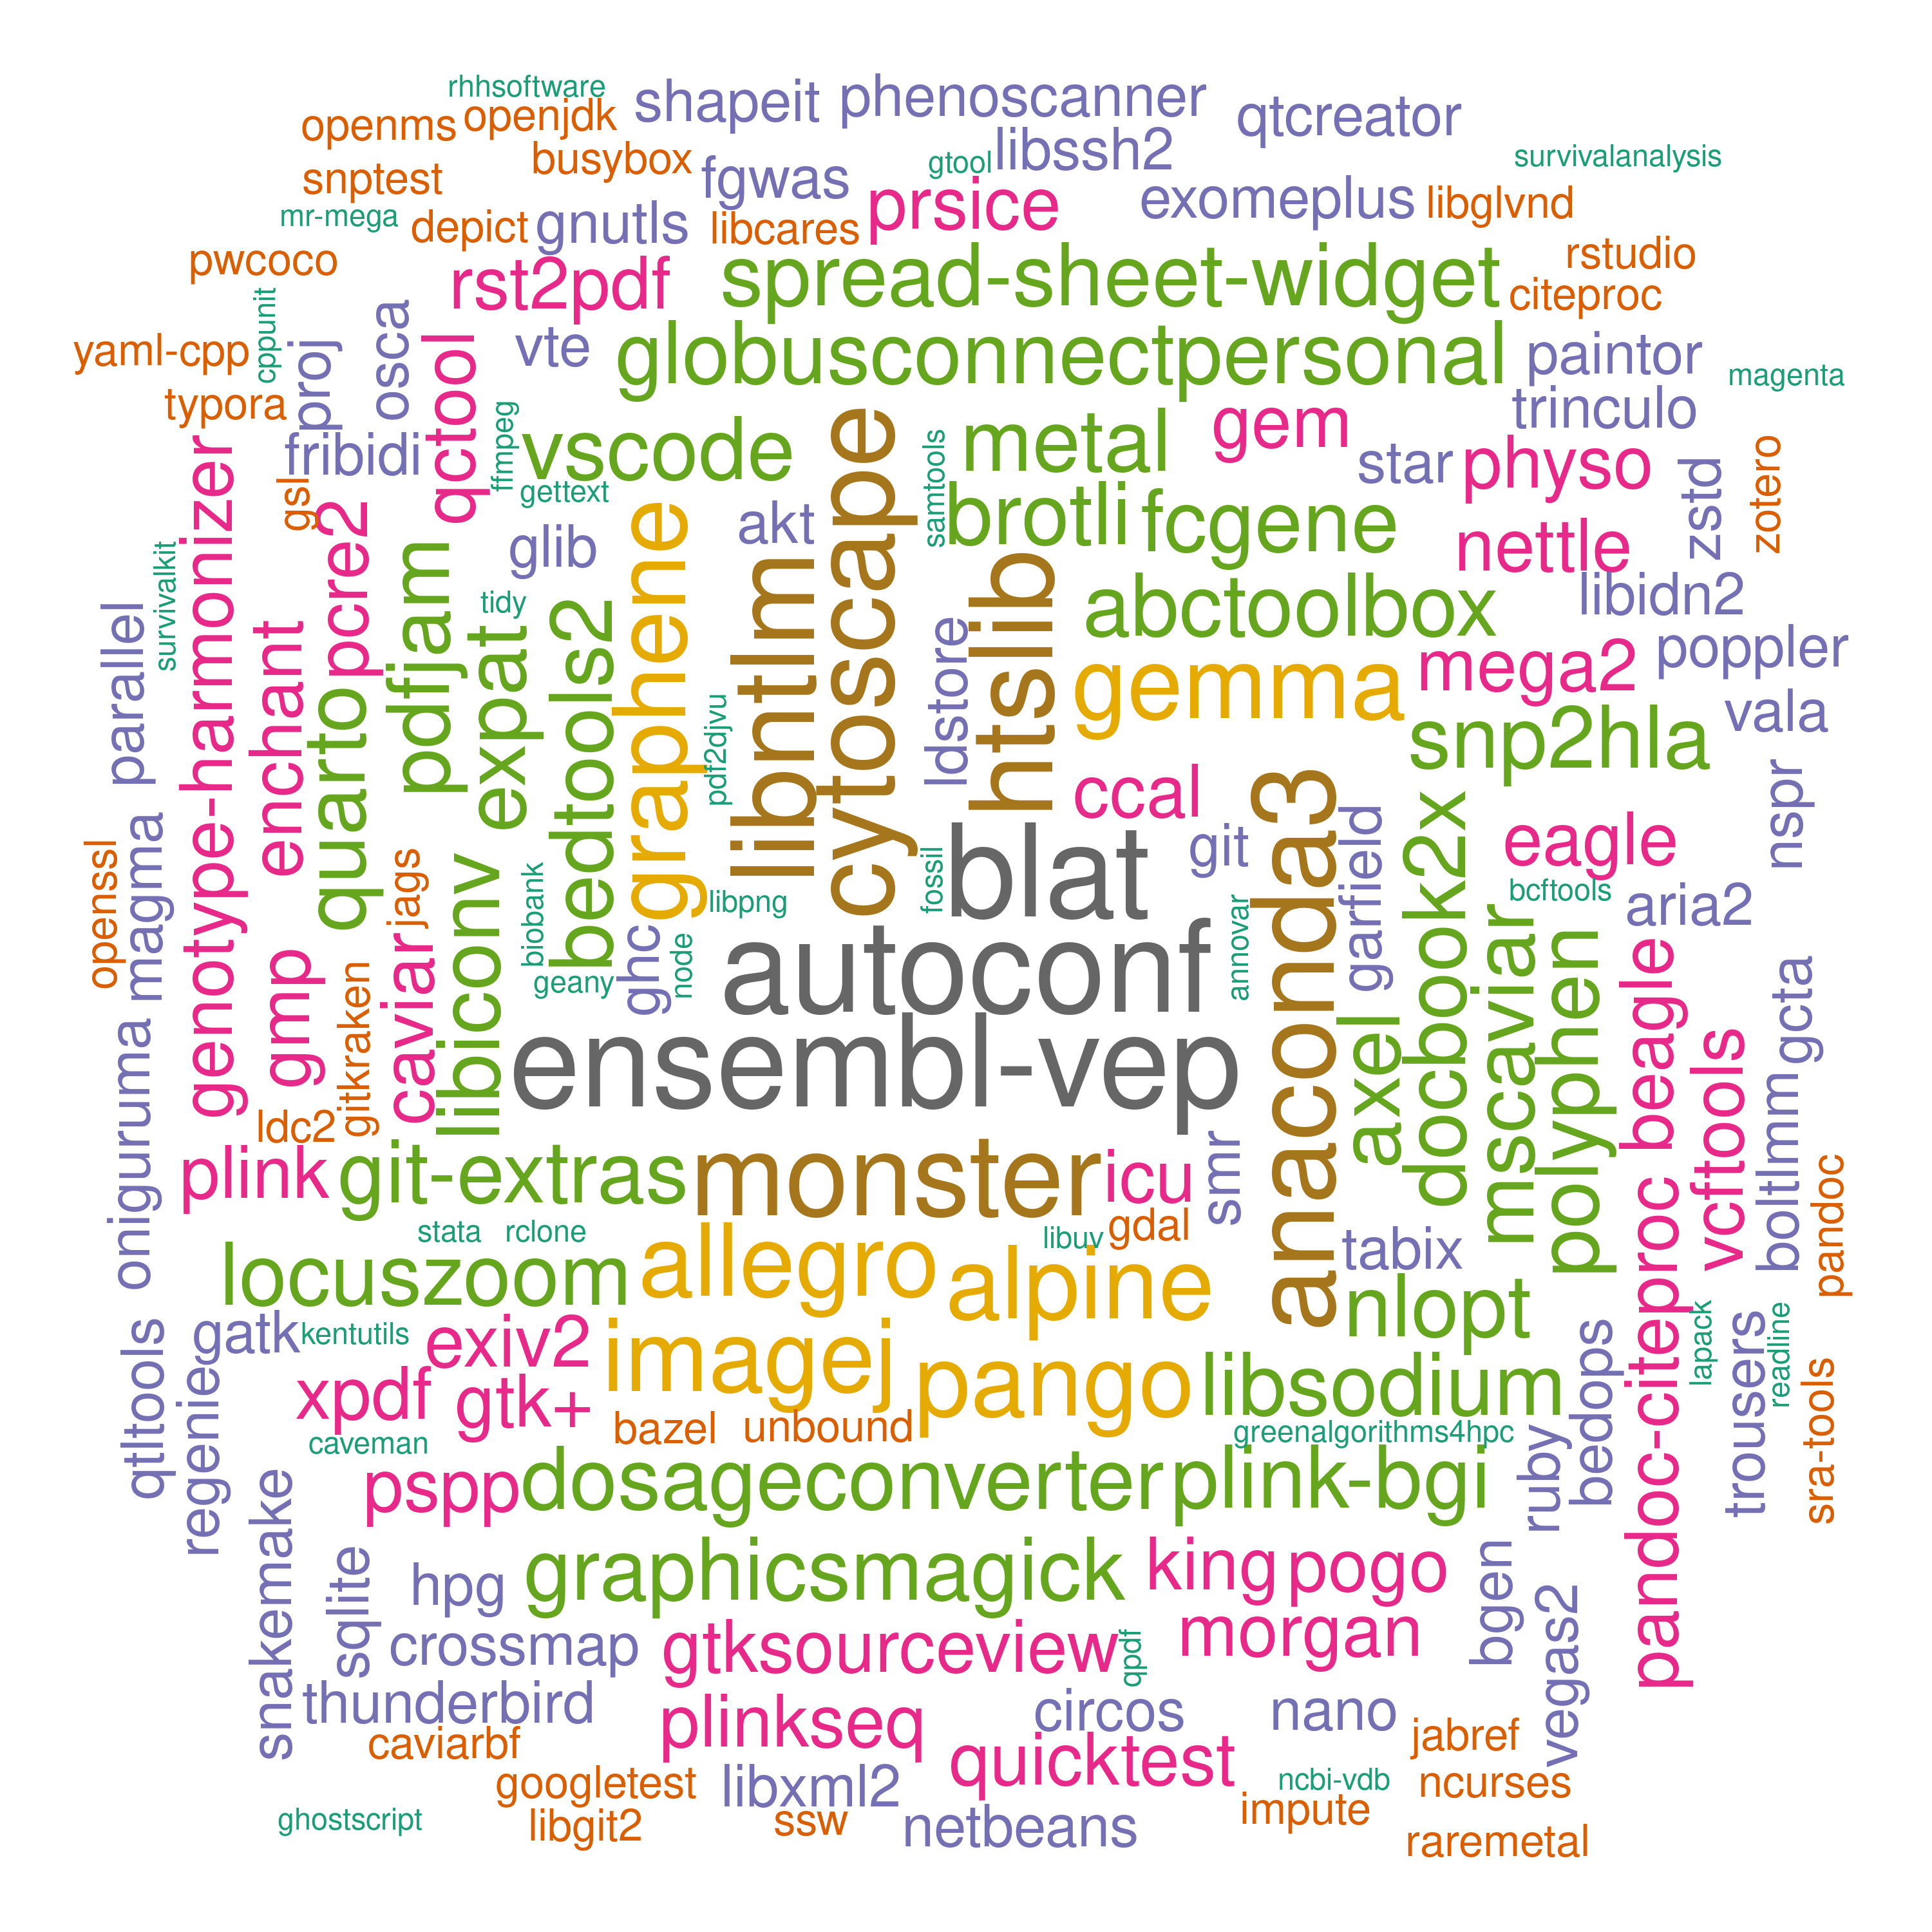 rhhsoftware
shapeit
phenoscanner
qtcreator
openms
openjdk
busybox
libssh2
gtool
survivalanalysis
snptest
fgwas
prsice
exomeplus
libglvnd
mr-mega
depict
gnutls
libcares
pwcoco
rst2pdf
spread-sheet-widget
rstudio
citeproc
cppunit
yaml-cpp
proj
osca
qctool
vte
globusconnectpersonal
paintor
magenta
typora
trinculo
fribidi
ffmpeg
vscode
cytoscape
metal
gem
star
physo
zstd
zotero
genotype-harmonizer
gsl
pcre2
gettext
graphene
akt
samtools
brotli
fcgene
nettle
survivalkit
glib
libntlm
htslib
libidn2
parallel
enchant
pdfjam
tidy
expat
bedtools2
ldstore
abctoolbox
mega2
poppler
quarto
pdf2djvu
gemma
snp2hla
vala
ccal
anaconda3
nspr
openssl
magma
jags
libiconv
biobank
libpng
fossil
blat
git
garfield
docbook2x
eagle
bcftools
aria2
gmp
gitkraken
caviar
geany
ghc
node
autoconf
annovar
mscaviar
polyphen
beagle
gcta
ensembl-vep
axel
oniguruma
ldc2
plink
git-extras
monster
icu
smr
vcftools
boltlmm
pandoc
stata
rclone
libuv
gdal
tabix
locuszoom
allegro
alpine
nlopt
pandoc-citeproc
qtltools
gatk
kentutils
exiv2
imagej
pango
libsodium
bedops
lapack
trousers
readline
sra-tools
regenie
xpdf
gtk+
bazel
unbound
greenalgorithms4hpc
caveman
pspp
dosageconverter
plink-bgi
ruby
snakemake
sqlite
hpg
graphicsmagick
king
pogo
bgen
vegas2
crossmap
gtksourceview
qpdf
morgan
thunderbird
plinkseq
circos
nano
jabref
caviarbf
quicktest
googletest
libxml2
ncbi-vdb
ncurses
ghostscript
libgit2
ssw
netbeans
impute
raremetal